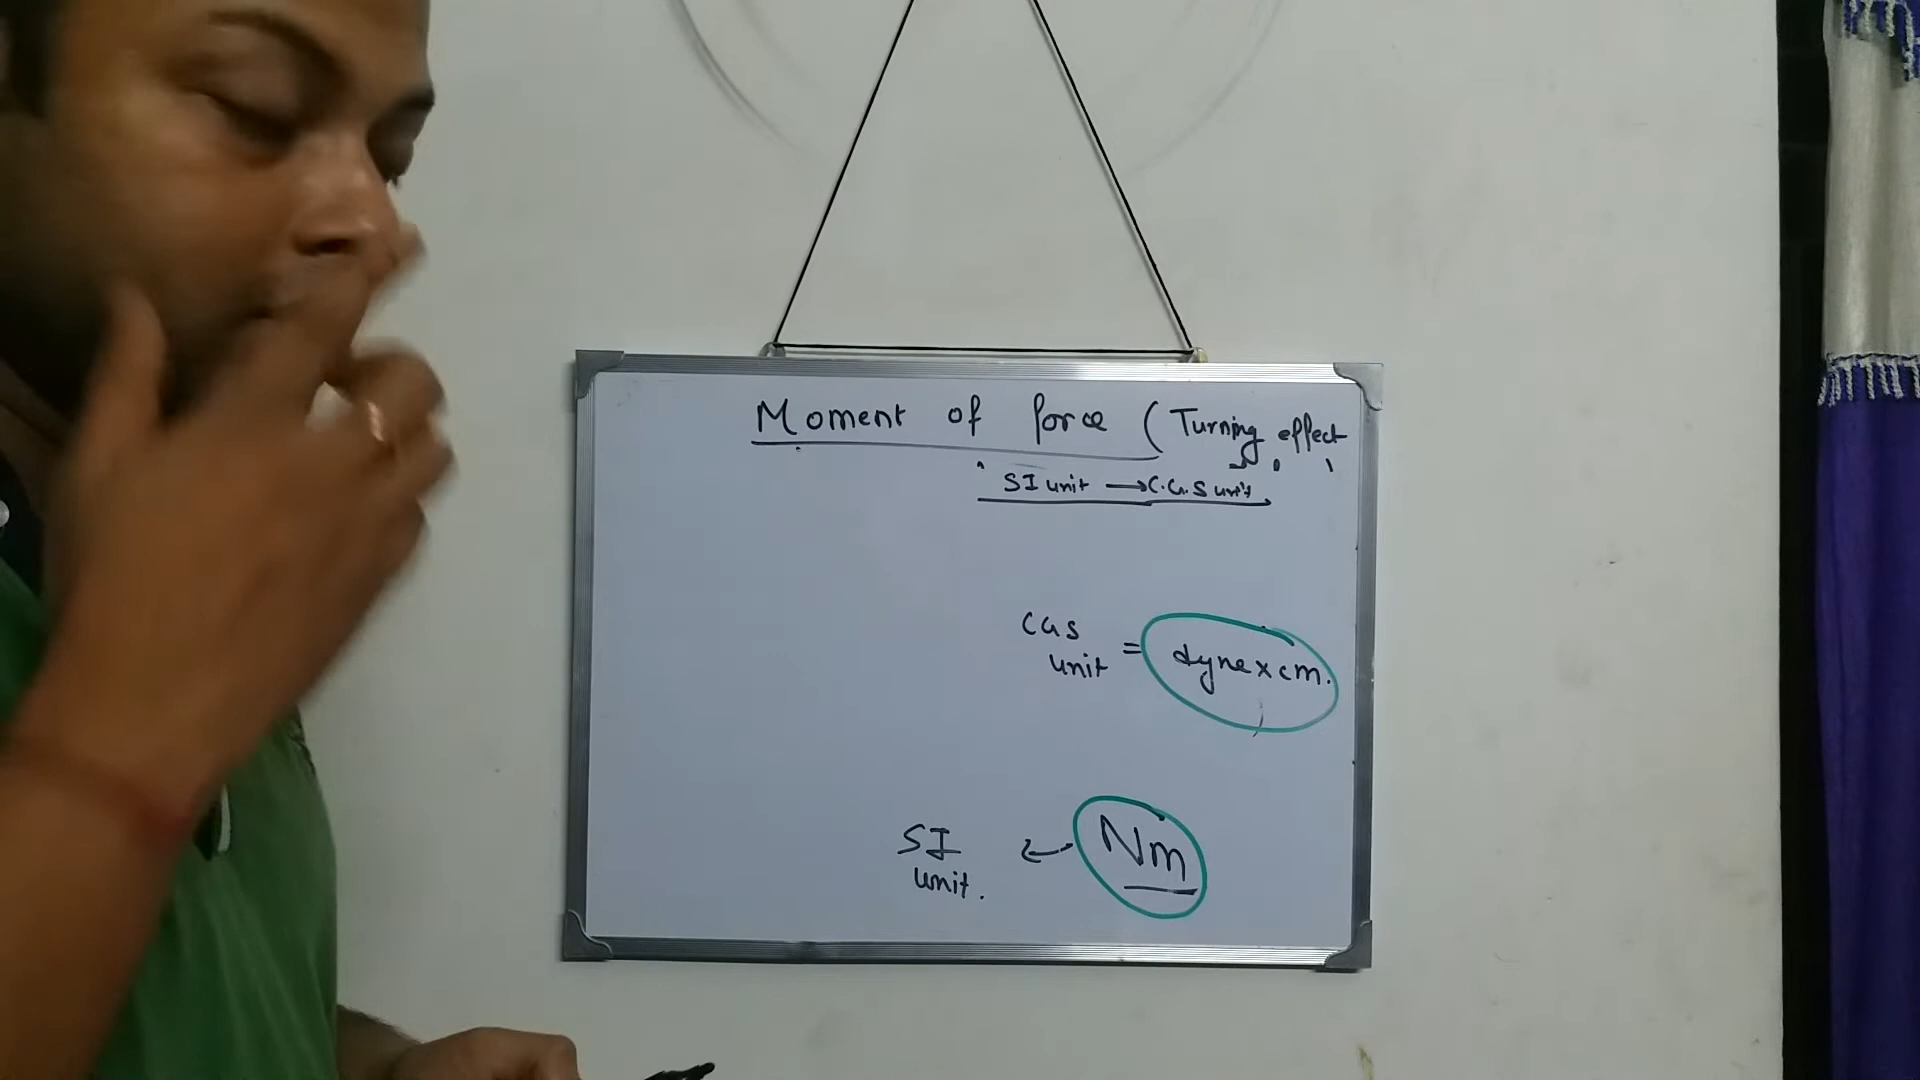 Moment of force (Turning effect
SI unit → C.G.S unit
CGS
unit = dyne x cm.
SI ← Nm
unit.